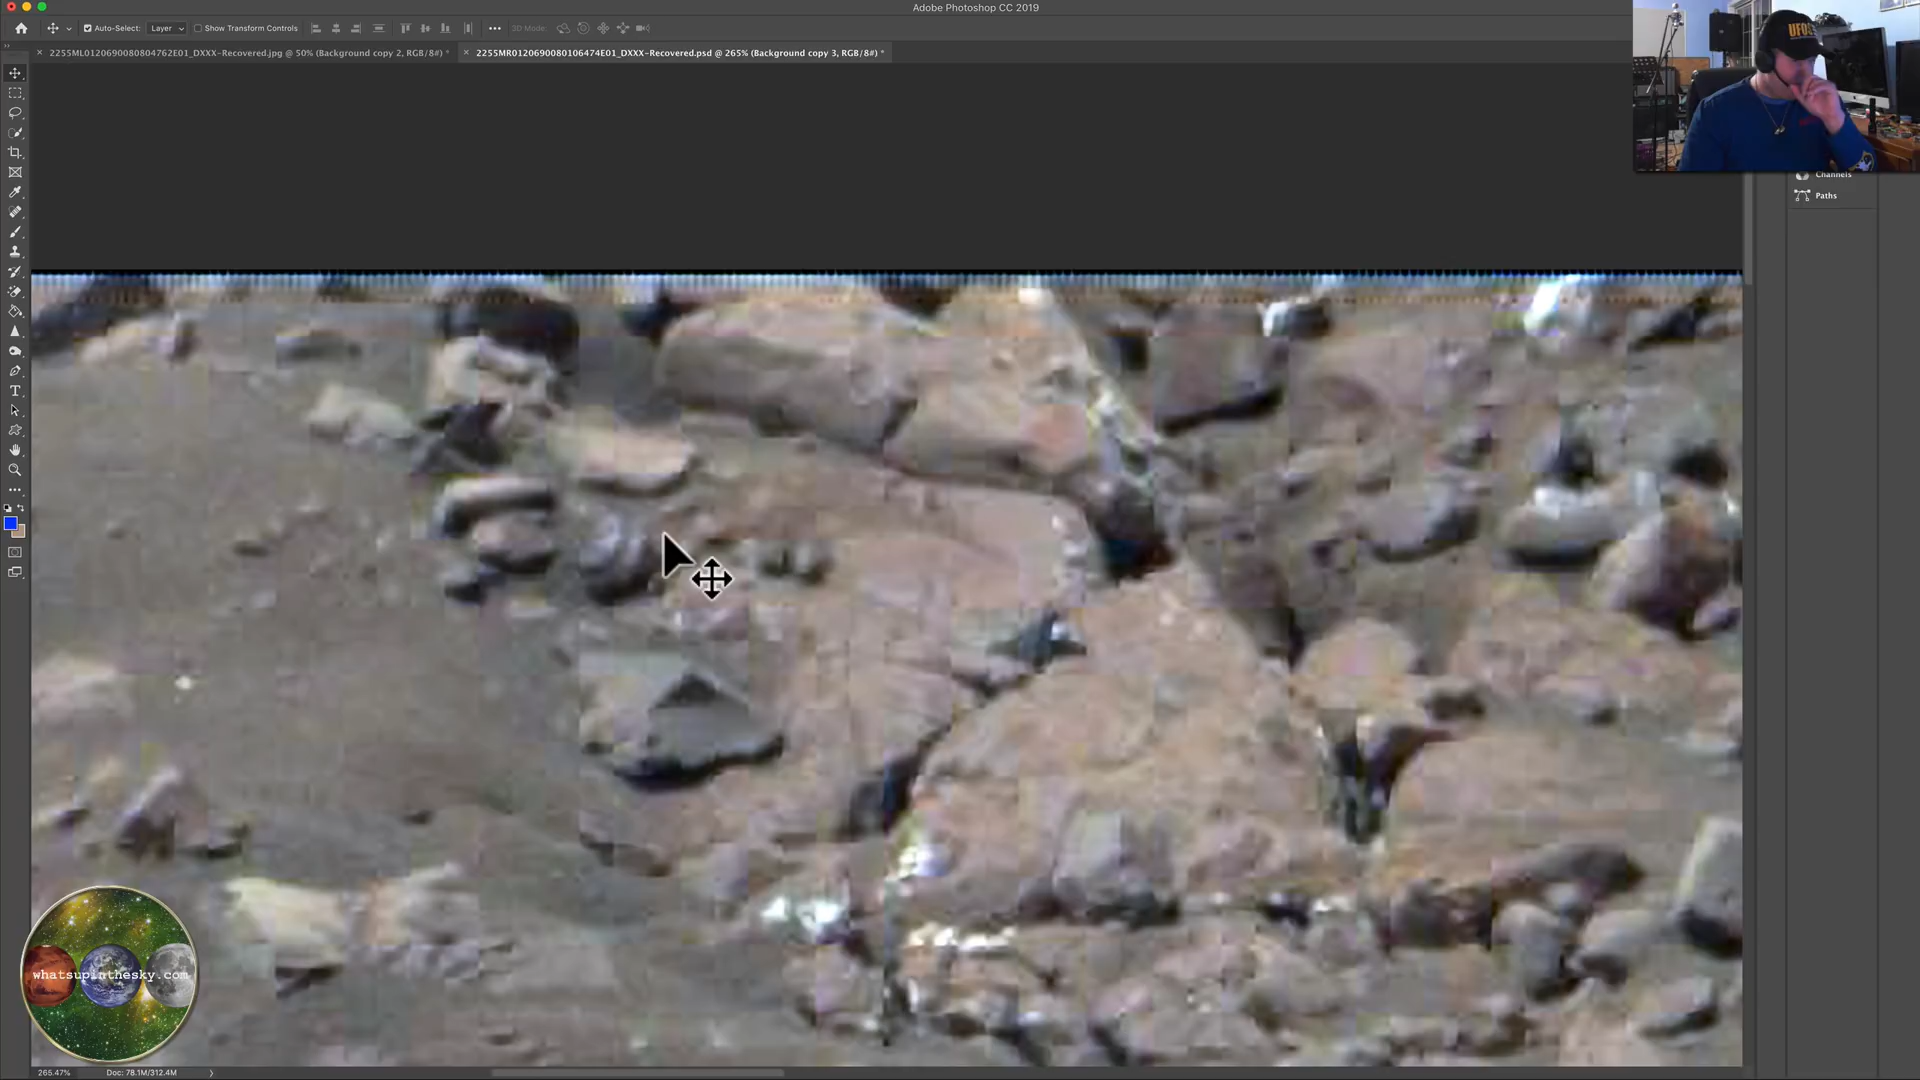 Adobe Photoshop CC 2019
Auto-Select: Layer Show Transform Controls 3D Mode:
2255ML0120690080804762E01_DXXX-Recovered.jpg @ 50% (Background copy 2, RGB/8#) * 2255MR0120690080106474E01_DXXX-Recovered.psd @ 265% (Background copy 3, RGB/8#) *
Channels
Paths
whatsupinthesky.com
265.47% Doc: 78.1M/312.4M